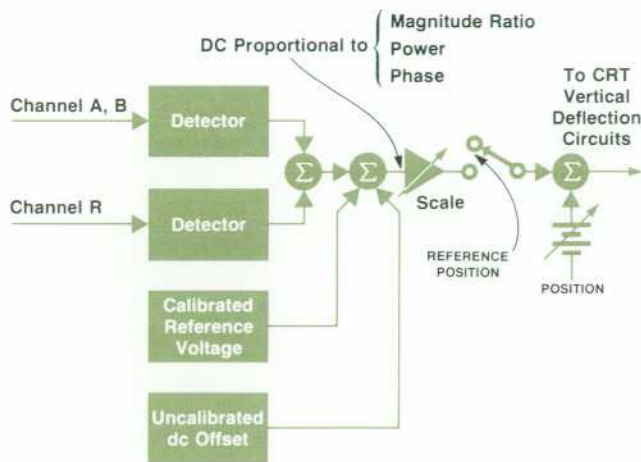 DC Proportional to
Magnitude Ratio
Power
Phase
To CRT
Vertical
Deflection
Circuits
Channel A, B
Detector
Σ
Σ
Scale
Σ
Channel R
Detector
REFERENCE
POSITION
POSITION
Calibrated
Reference
Voltage
Uncalibrated
dc Offset